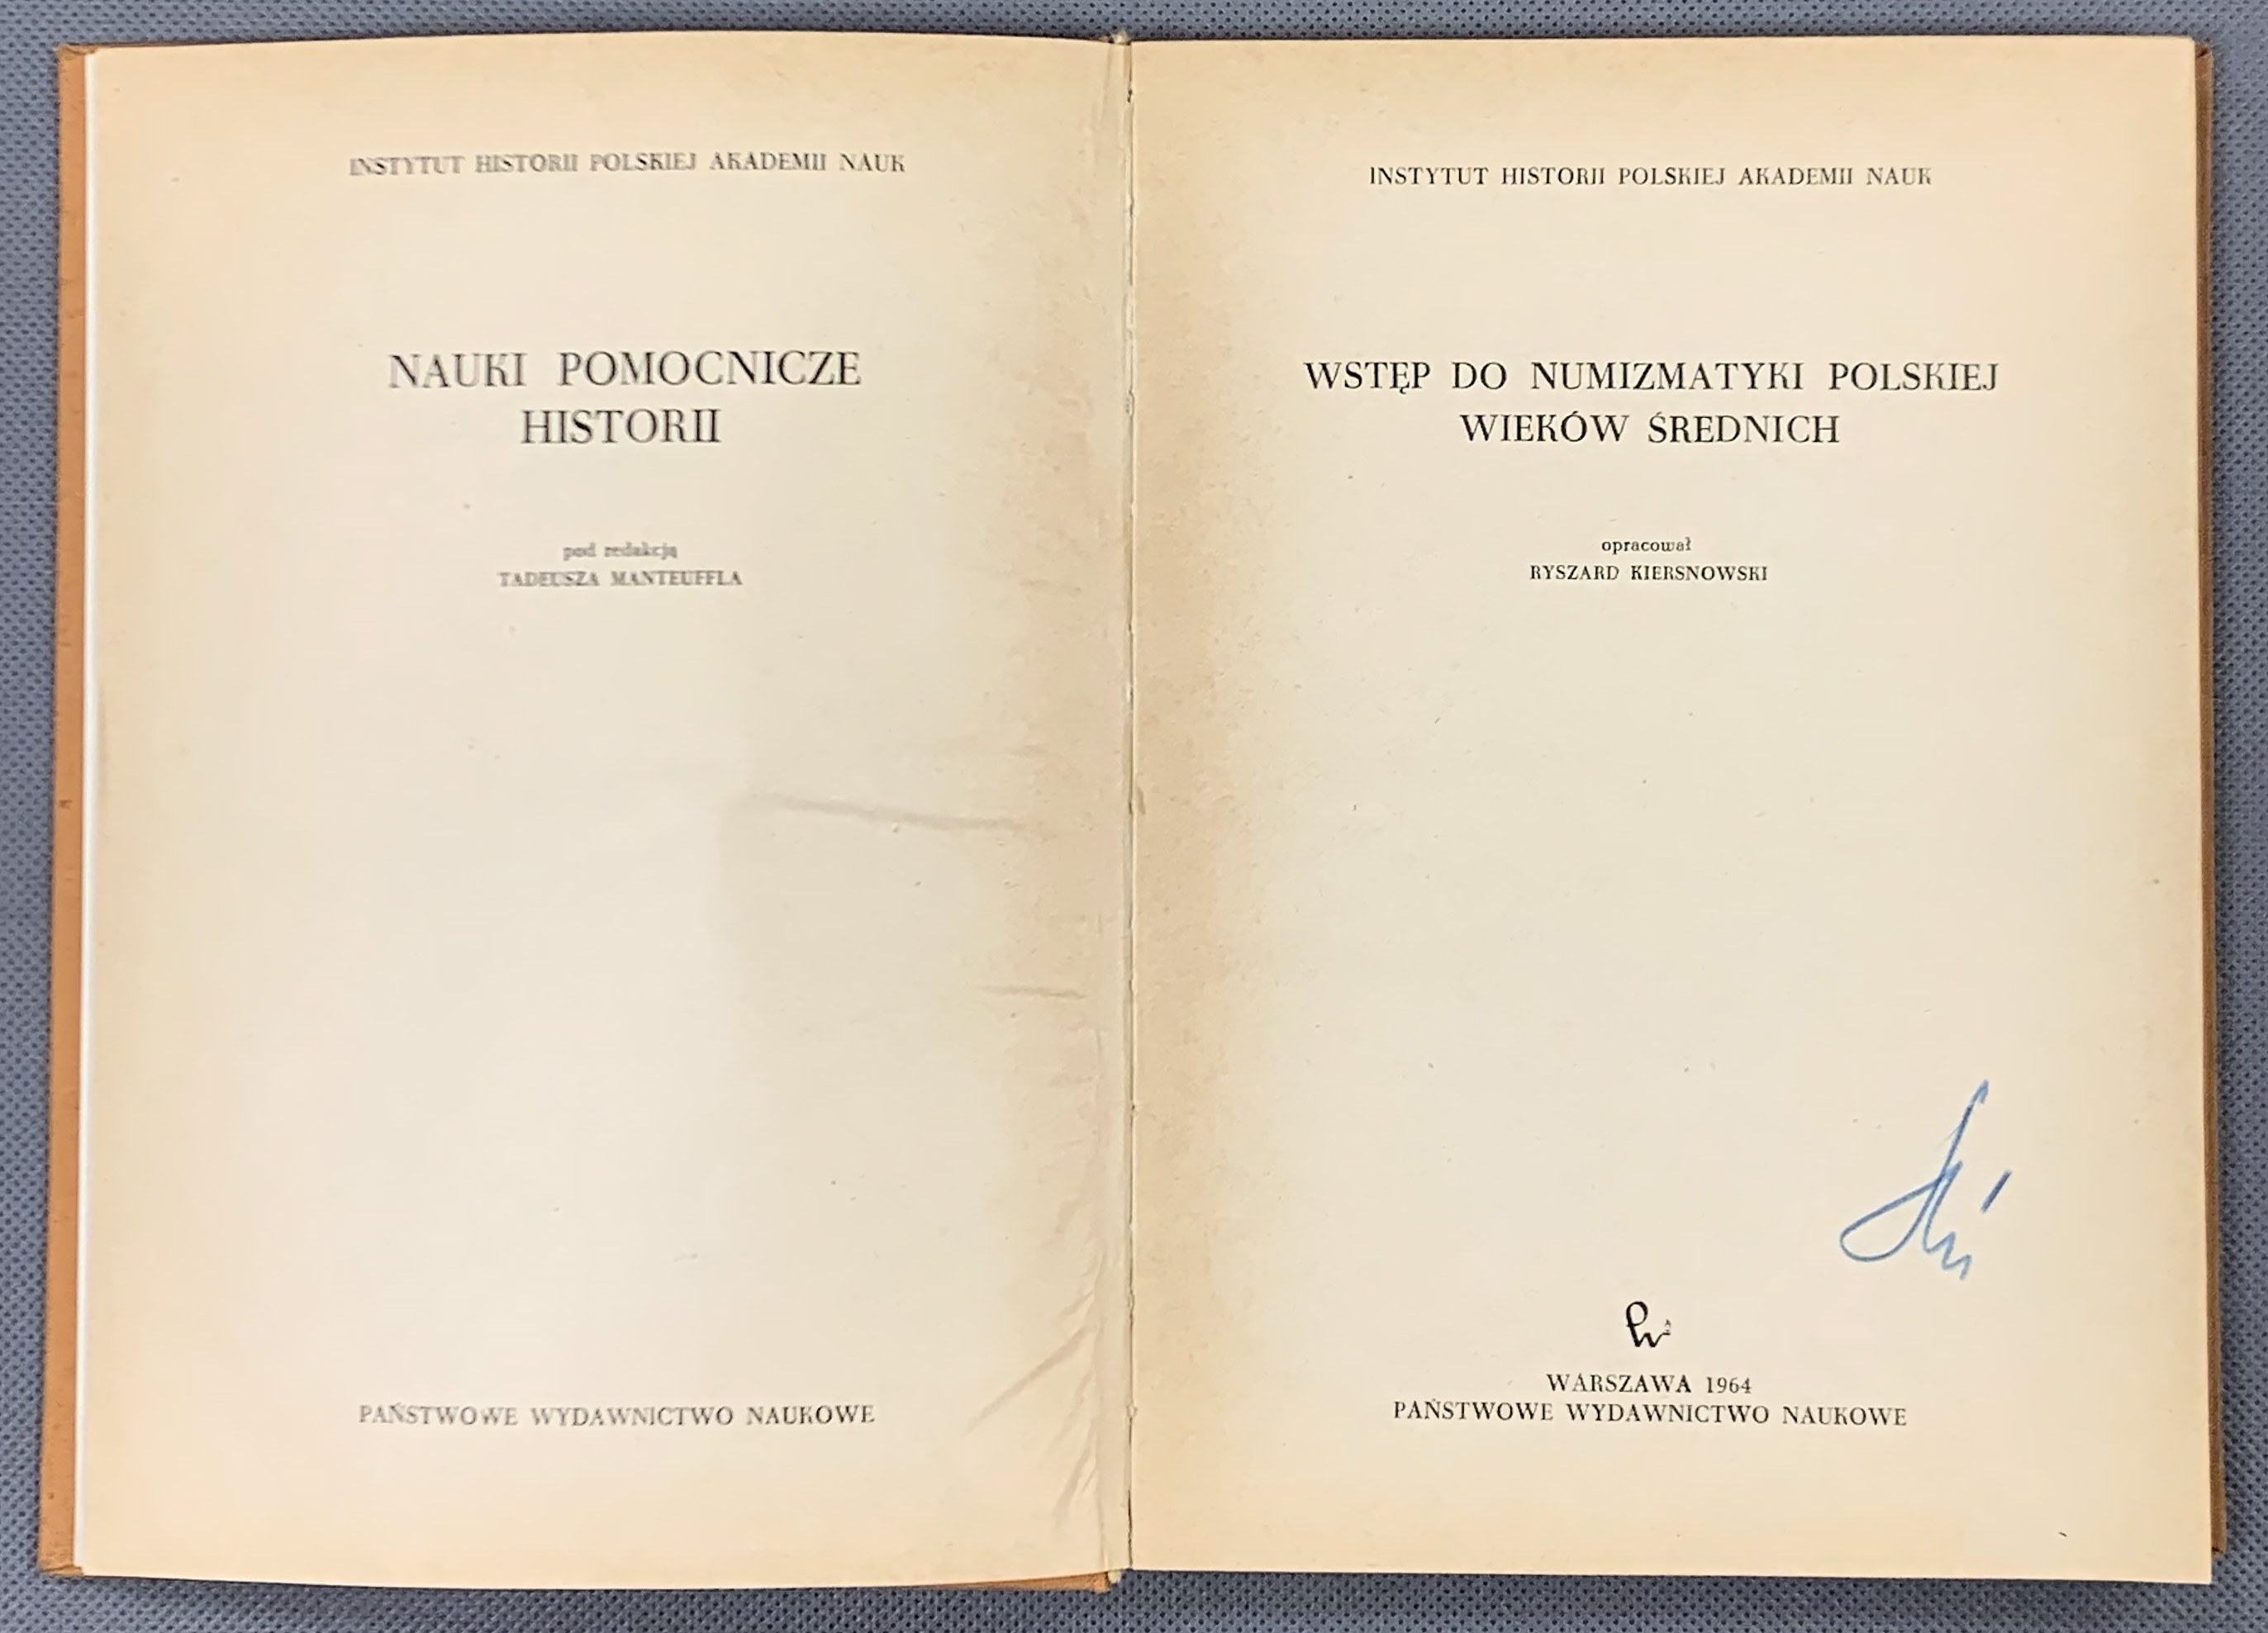 INSTYTUT HISTORII POLSKIEJ AKADEMII NAUK
NAUKI POMOCNICZE
HISTORII
pod redakcją
TADEUSZA MANTEUFFLA
PAŃSTWOWE WYDAWNICTWO NAUKOWE
INSTYTUT HISTORII POLSKIEJ AKADEMII NAUK
WSTĘP DO NUMIZMATYKI POLSKIEJ
WIEKÓW ŚREDNICH
opracował
RYSZARD KIERSNOWSKI
WARSZAWA 1964
PAŃSTWOWE WYDAWNICTWO NAUKOWE